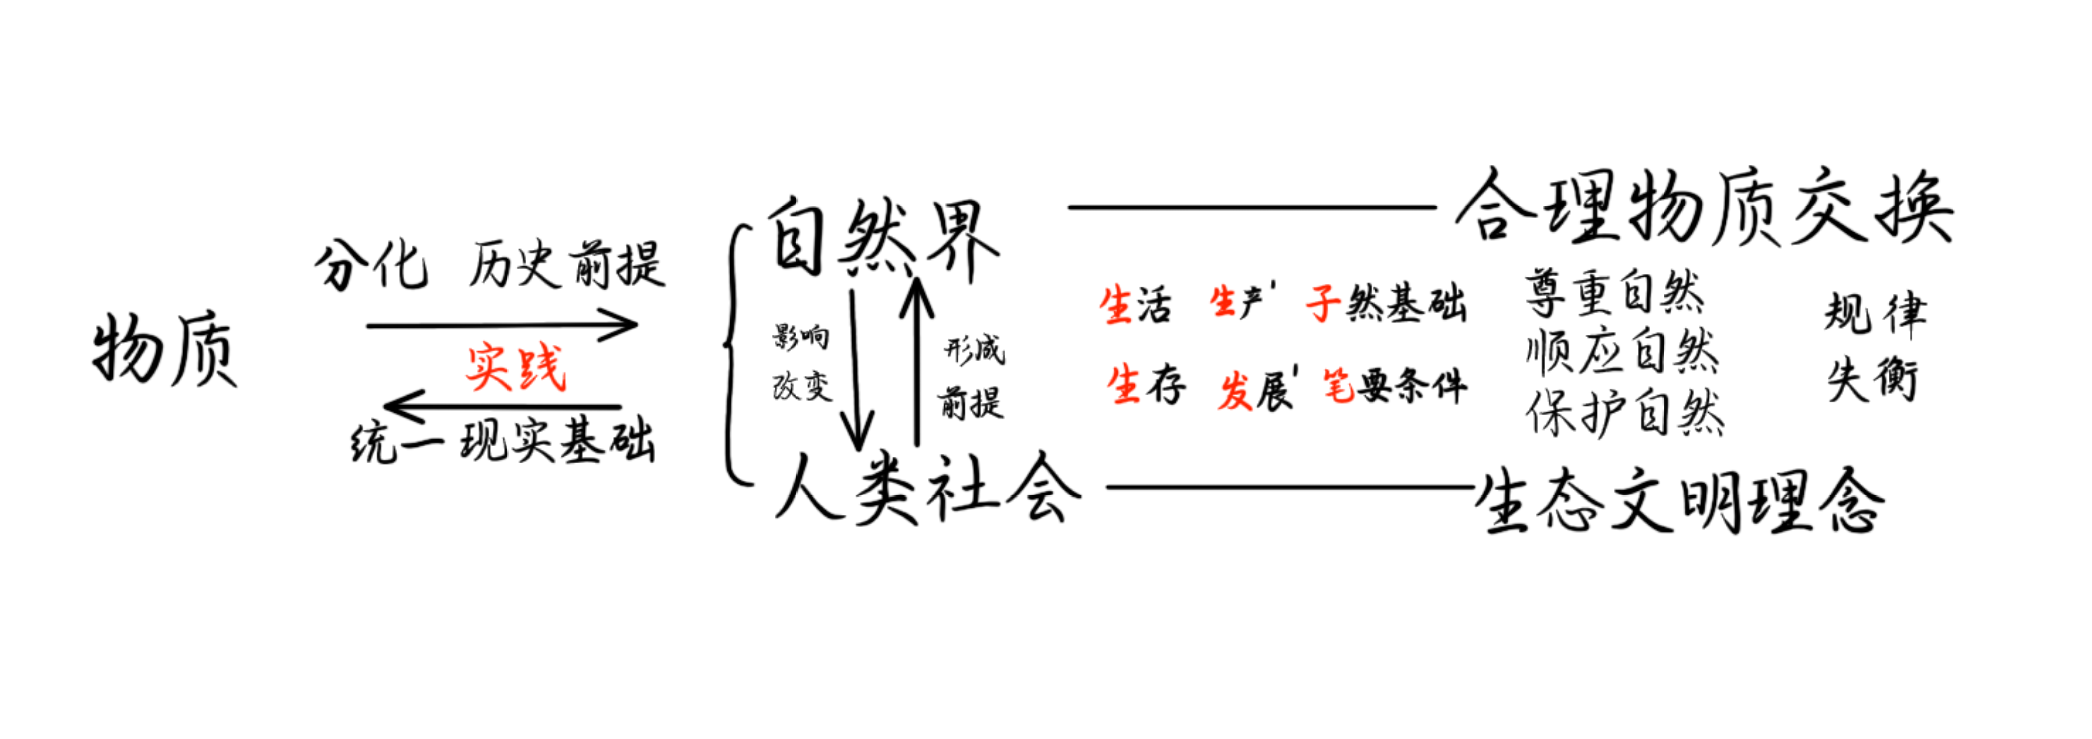 物质
分化 历史前提
实践
统一 现实基础
自然界
影响
改变
形成
前提
人类社会
合理物质交换
生活 生产' 子然基础
生存 发展' 笔要条件
尊重自然
顺应自然
保护自然
规律
失衡
生态文明理念